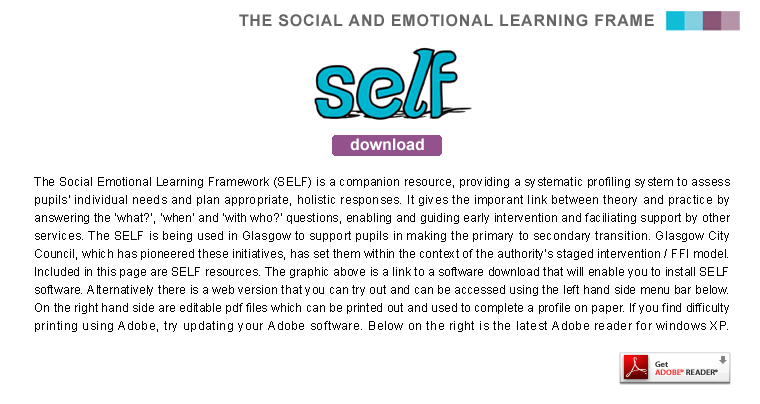 THE SOCIAL AND EMOTIONAL LEARNING FRAME
self
download
The Social Emotional Learning Framework (SELF) is a companion resource, providing a systematic profiling system to assess
pupils' individual needs and plan appropriate, holistic responses. It gives the imporant link between theory and practice by
answering the 'what?', 'when' and 'with who?' questions, enabling and guiding early intervention and faciliating support by other
services. The SELF is being used in Glasgow to support pupils in making the primary to secondary transition. Glasgow City
Council, which has pioneered these initiatives, has set them within the context of the authority's staged intervention / FFI model.
Included in this page are SELF resources. The graphic above is a link to a software download that will enable you to install SELF
software. Alternatively there is a web version that you can try out and can be accessed using the left hand side menu bar below.
On the right hand side are editable pdf files which can be printed out and used to complete a profile on paper. If you find difficulty
printing using Adobe, try updating your Adobe software. Below on the right is the latest Adobe reader for windows XP.
Get
ADOBE® READER®